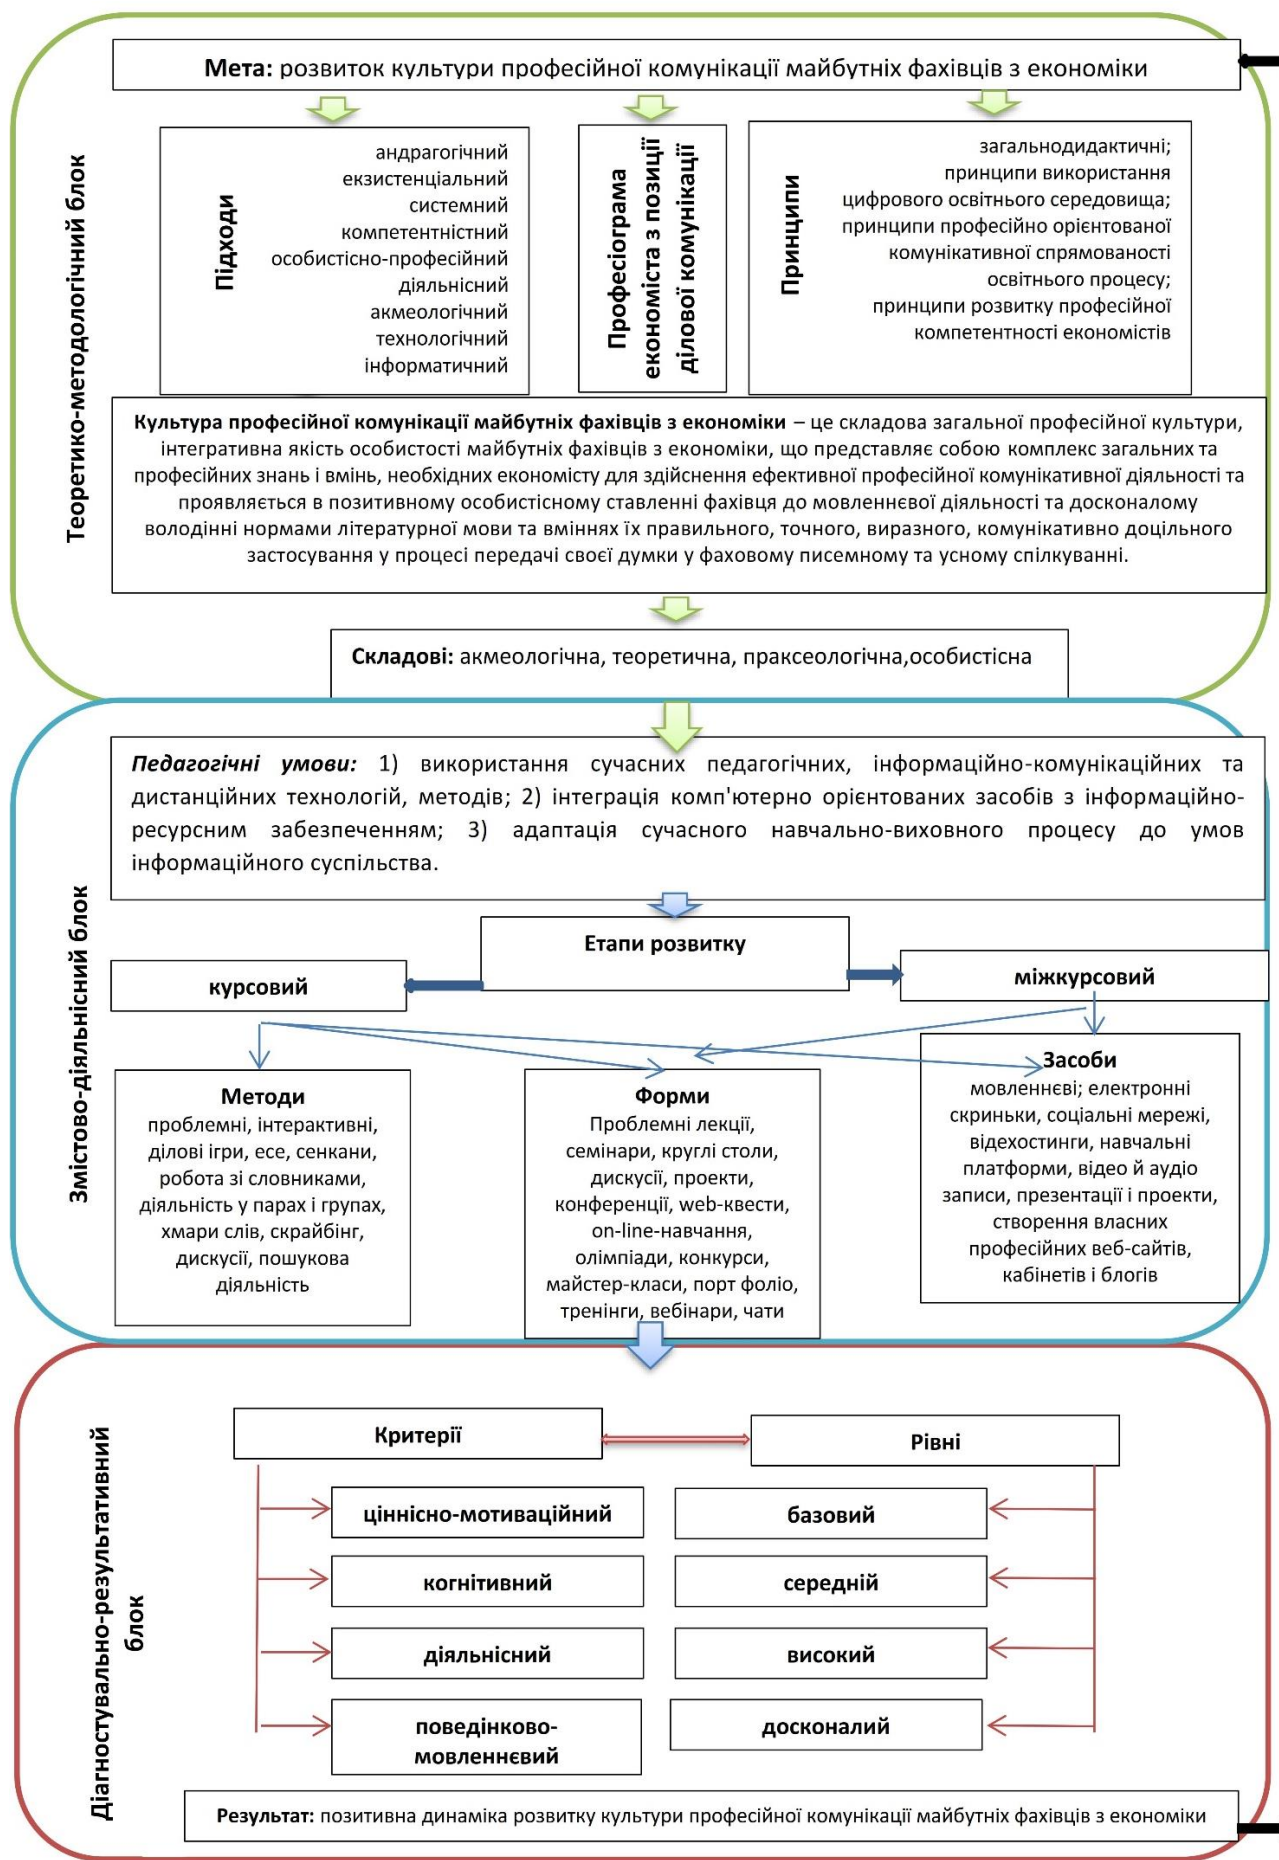 Мета: розвиток культури професійної комунікації майбутніх фахівців з економіки
Теоретико-методологічний блок
Підходи
андрагогічний
екзистенціальний
системний
компетентністний
особистісно-професійний
діяльнісний
акмеологічний
технологічний
інформатичний
Професіограма
економіста з позиції
ділової комунікації
Принципи
загальнодидактичні;
принципи використання
цифрового освітнього середовища;
принципи професійно орієнтованої
комунікативної спрямованості
освітнього процесу;
принципи розвитку професійної
компетентності економістів
Культура професійної комунікації майбутніх фахівців з економіки – це складова загальної професійної культури,
інтегративна якість особистості майбутніх фахівців з економіки, що представляє собою комплекс загальних та
професійних знань і вмінь, необхідних економісту для здійснення ефективної професійної комунікативної діяльності та
проявляється в позитивному особистісному ставленні фахівця до мовленнєвої діяльності та досконалому
володінні нормами літературної мови та вміннях їх правильного, точного, виразного, комунікативно доцільного
застосування у процесі передачі своєї думки у фаховому писемному та усному спілкуванні.
Складові: акмеологічна, теоретична, праксеологічна,особистісна
Змістово-діяльнісний блок
Педагогічні умови: 1) використання сучасних педагогічних, інформаційно-комунікаційних та
дистанційних технологій, методів; 2) інтеграція комп'ютерно орієнтованих засобів з інформаційно-
ресурсним забезпеченням; 3) адаптація сучасного навчально-виховного процесу до умов
інформаційного суспільства.
Етапи розвитку
курсовий
міжкурсовий
Методи
проблемні, інтерактивні,
ділові ігри, есе, сенкани,
робота зі словниками,
діяльність у парах і групах,
хмари слів, скрайбінг,
дискусії, пошукова
діяльність
Форми
Проблемні лекції,
семінари, круглі столи,
дискусії, проекти,
конференції, web-квести,
on-line-навчання,
олімпіади, конкурси,
майстер-класи, порт фоліо,
тренінги, вебінари, чати
Засоби
мовленнєві; електронні
скриньки, соціальні мережі,
відехостинги, навчальні
платформи, відео й аудіо
записи, презентації і проекти,
створення власних
професійних веб-сайтів,
кабінетів і блогів
Діагностувально-результативний
блок
Критерії
Рівні
ціннісно-мотиваційний
базовий
когнітивний
середній
діяльнісний
високий
поведінково-
мовленнєвий
досконалий
Результат: позитивна динаміка розвитку культури професійної комунікації майбутніх фахівців з економіки